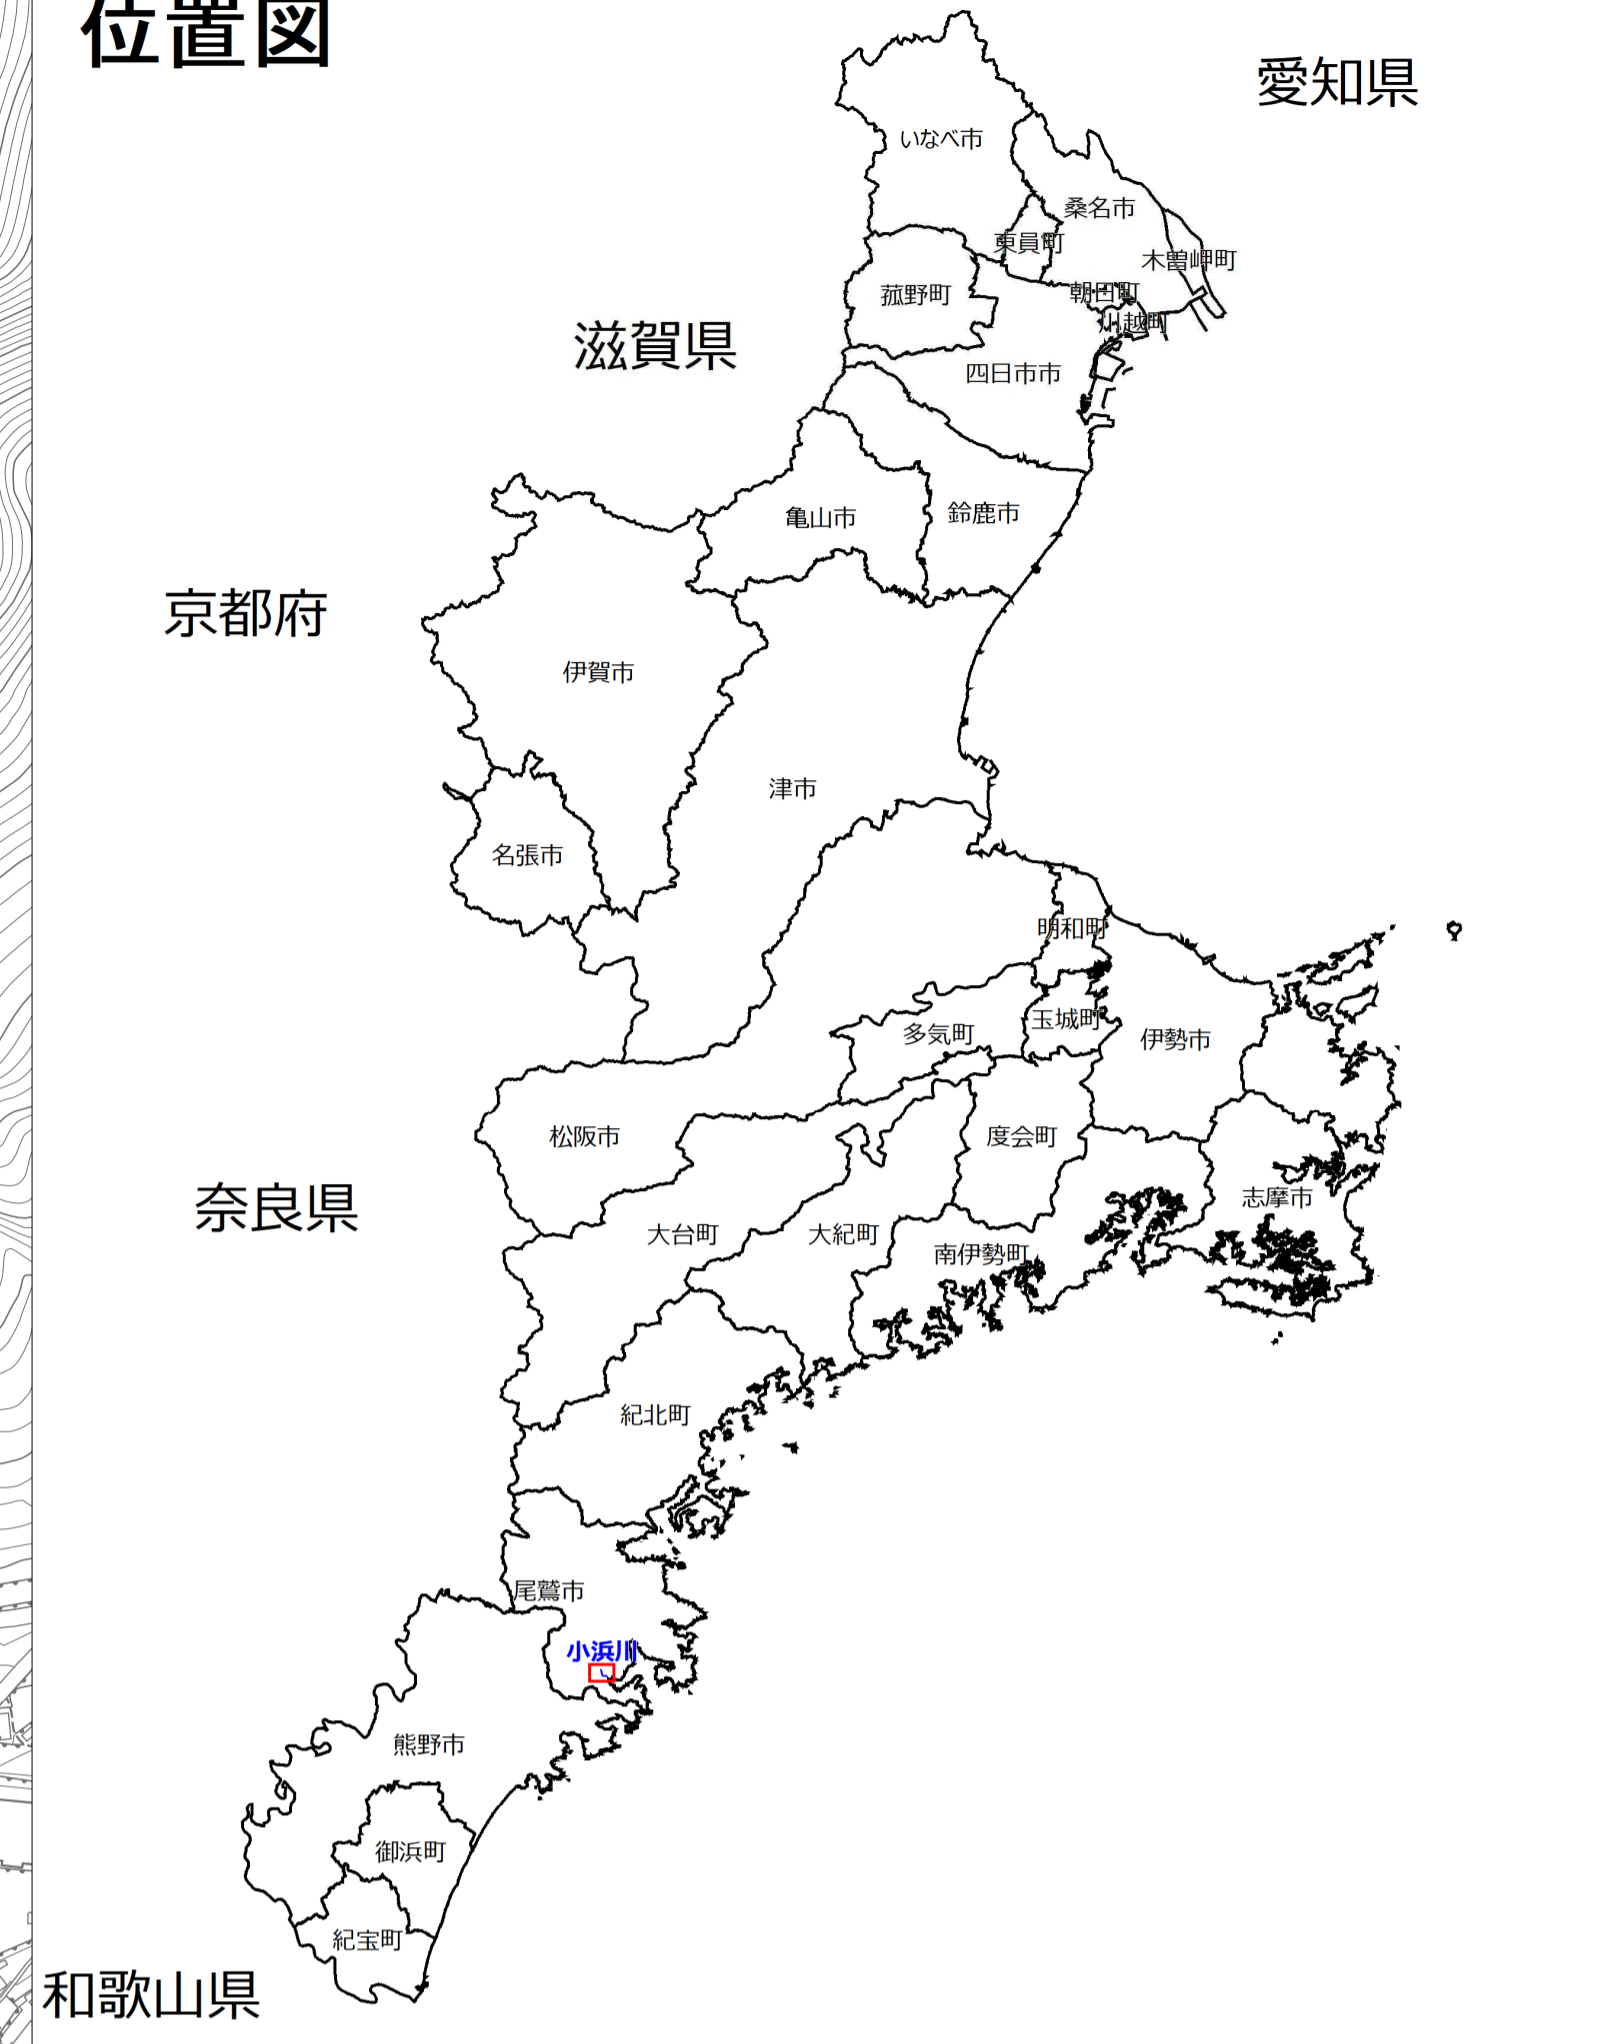 位置図
愛知県
いなべ市
桑名市
東員町
木曽岬町
菰野町
朝日町
川越町
滋賀県
四日市市
亀山市
鈴鹿市
京都府
伊賀市
津市
名張市
明和町
玉城町
多気町
伊勢市
松阪市
度会町
奈良県
志摩市
大台町
大紀町
南伊勢町
紀北町
尾鷲市
小浜川
熊野市
御浜町
紀宝町
和歌山県